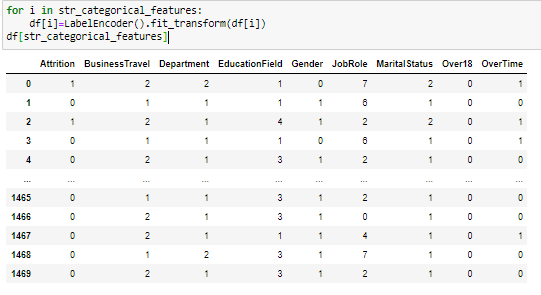 for i in str_categorical_features:
    df[i]=LabelEncoder().fit_transform(df[i])
df[str_categorical_features]
Attrition BusinessTravel Department EducationField Gender JobRole MaritalStatus Over18 OverTime
0 1 2 2 1 0 7 2 0 1
1 0 1 1 1 1 6 1 0 0
2 1 2 1 4 1 2 2 0 1
3 0 1 1 1 0 6 1 0 1
4 0 2 1 3 1 2 1 0 0
... ... ... ... ... ... ... ... ... ...
1465 0 1 1 3 1 2 1 0 0
1466 0 2 1 3 1 0 1 0 0
1467 0 2 1 1 1 4 1 0 1
1468 0 1 2 3 1 7 1 0 0
1469 0 2 1 3 1 2 1 0 0